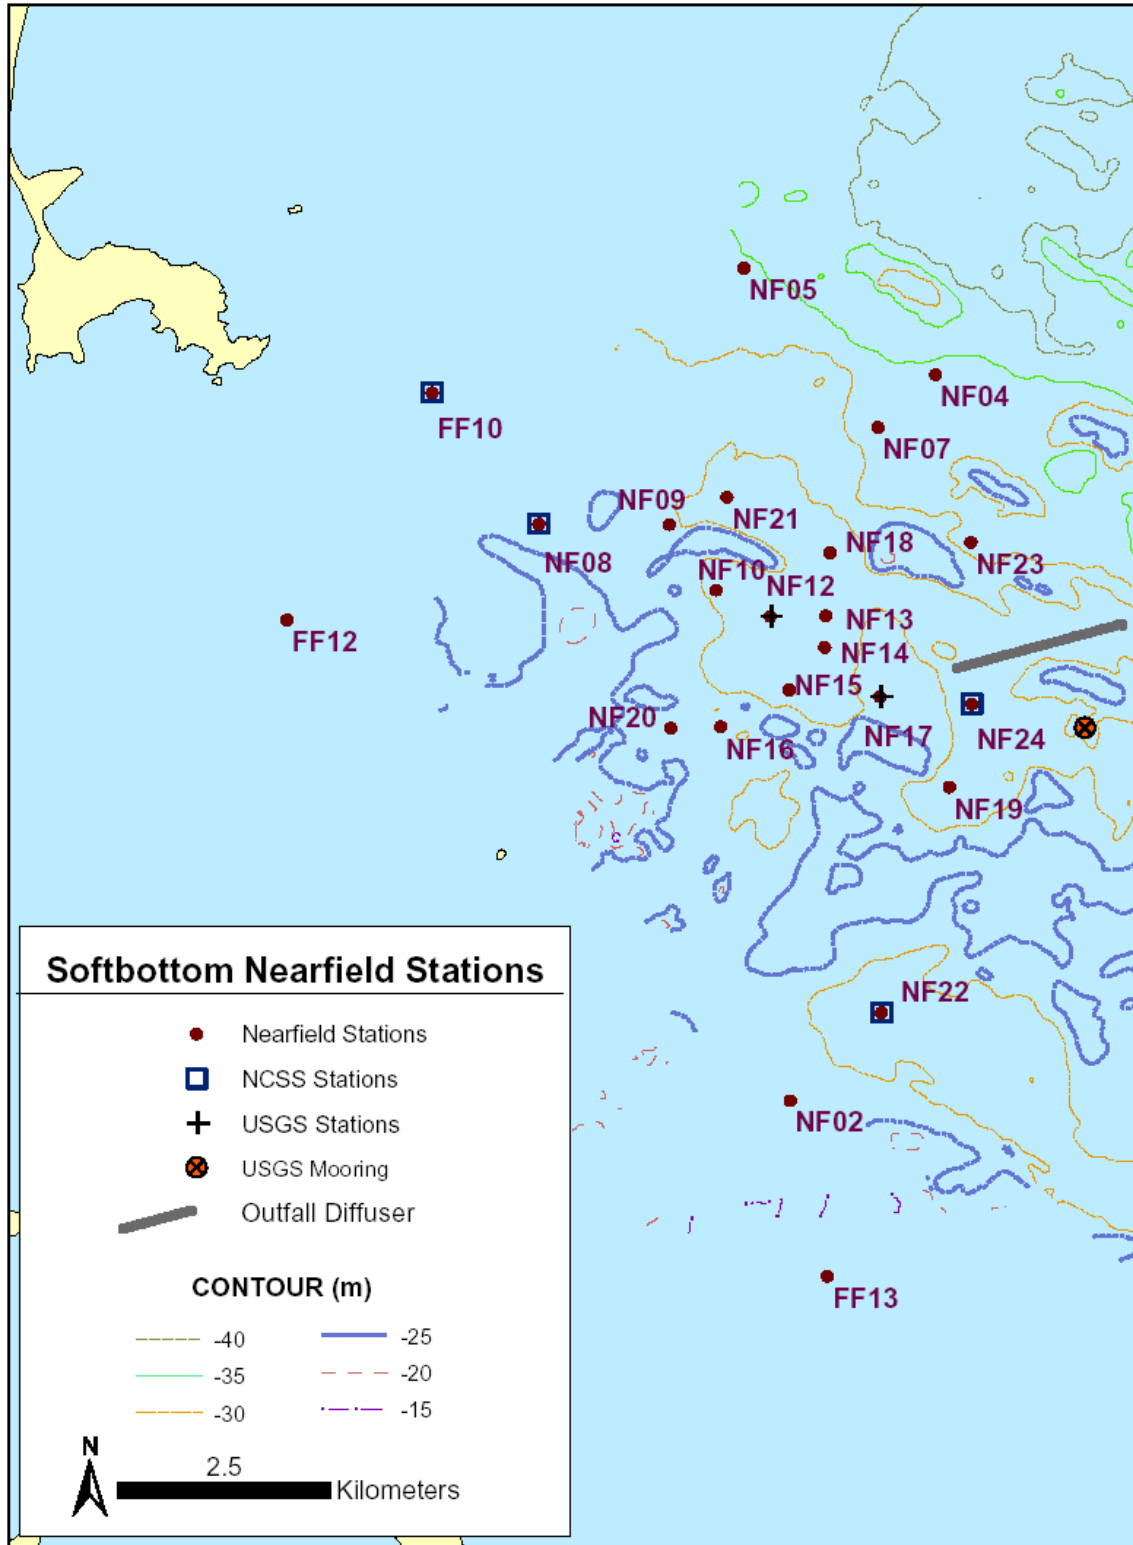 NF05
NF04
FF10
NF07
NF09
NF21
NF08
NF18
NF23
NF10
NF12
FF12
NF13
NF14
NF15
NF20
NF16
NF17
NF24
NF19
Softbottom Nearfield Stations
Nearfield Stations
NCSS Stations
USGS Stations
USGS Mooring
Outfall Diffuser
CONTOUR (m)
-40
-25
-35
-20
-30
-15
N
2.5
Kilometers
NF22
NF02
FF13